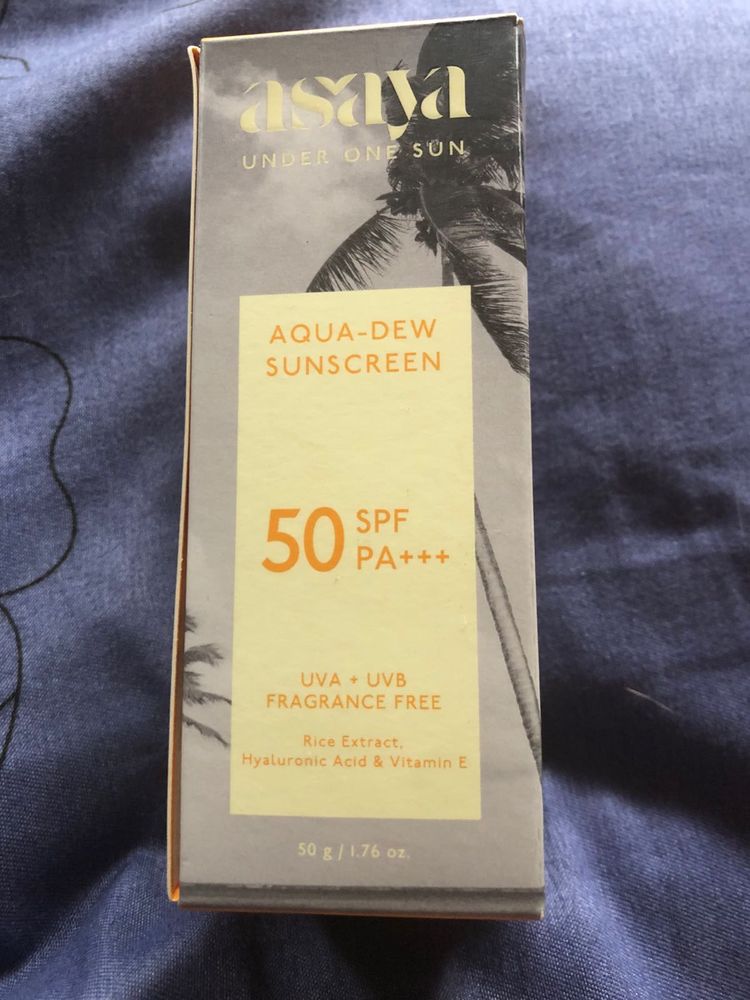 asaya
UNDER ONE SUN
AQUA-DEW
SUNSCREEN
50 SPF
PA+++
UVA + UVB
FRAGRANCE FREE
Rice Extract,
Hyaluronic Acid & Vitamin E
50 g / 1.76 oz.